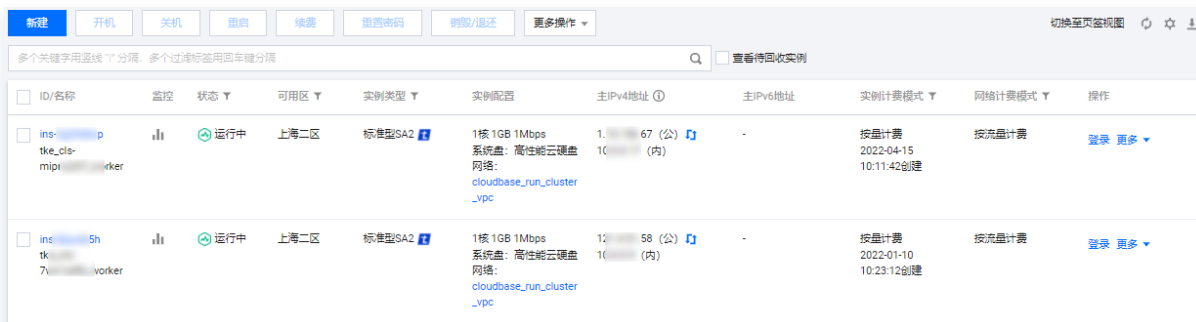 新建 开机 关机 重启 续费 重置密码 销毁/退还 更多操作 切换至页签视图
多个关键字用竖线 "|" 分隔，多个过滤标签用回车键分隔 查看待回收实例
ID/名称 监控 状态 可用区 实例类型 实例配置 主IPv4地址 主IPv6地址 实例计费模式 网络计费模式 操作
ins- p 运行中 上海二区 标准型SA2 1核 1GB 1Mbps 1. 67 (公) - 按量计费 按流量计费 登录 更多
tke_cls- 系统盘：高性能云硬盘 10 (内) 2022-04-15
mipr rker 网络： 10:11:42创建
cloudbase_run_cluster
_vpc
ins 5h 运行中 上海二区 标准型SA2 1核 1GB 1Mbps 12 58 (公) - 按量计费 按流量计费 登录 更多
tk 系统盘：高性能云硬盘 10 (内) 2022-01-10
7 vorker 网络： 10:23:12创建
cloudbase_run_cluster
_vpc